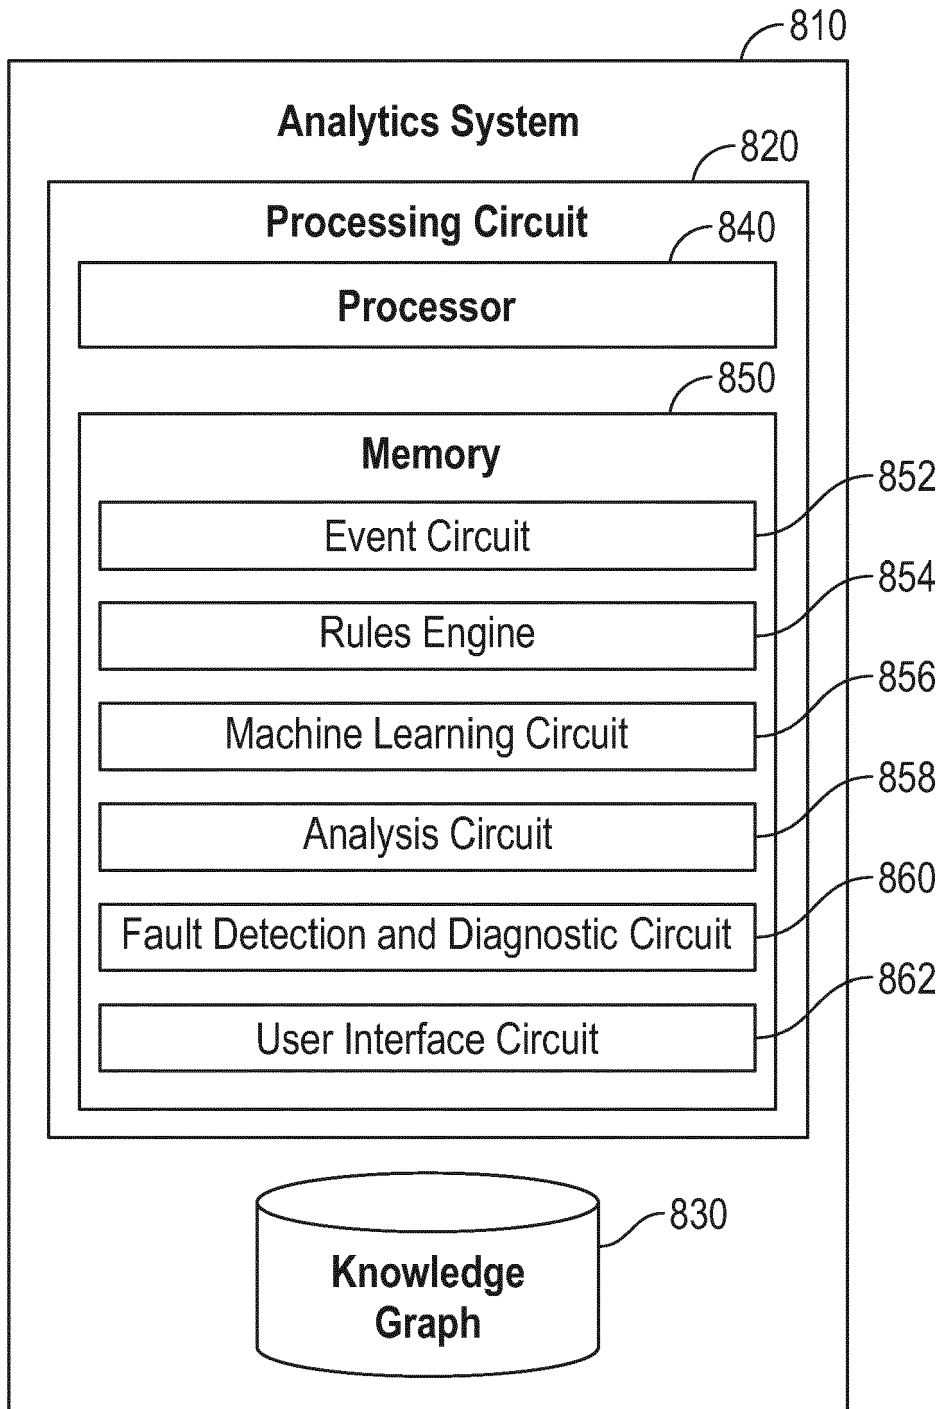 810
Analytics System
820
Processing Circuit
840
Processor
850
Memory
852
Event Circuit
854
Rules Engine
856
Machine Learning Circuit
858
Analysis Circuit
860
Fault Detection and Diagnostic Circuit
862
User Interface Circuit
830
Knowledge
Graph